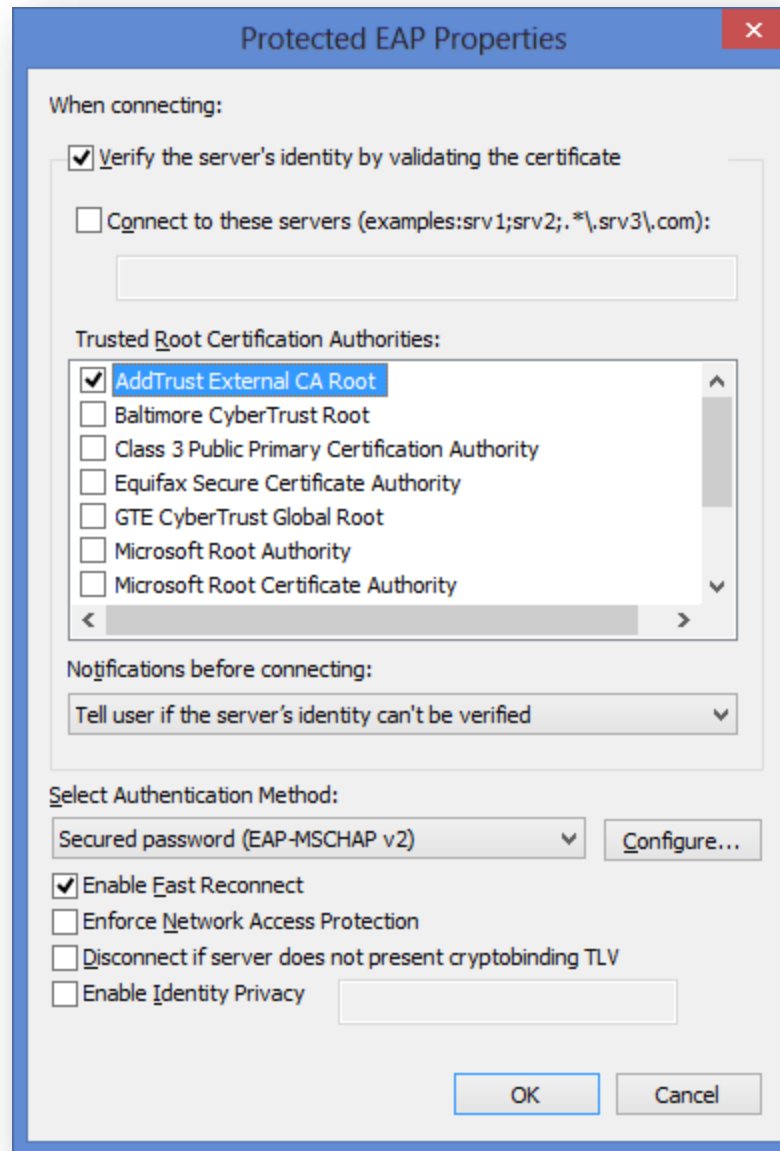 Protected EAP Properties
When connecting:
Verify the server's identity by validating the certificate
Connect to these servers (examples:srv1;srv2;.*\.srv3\.com):
Trusted Root Certification Authorities:
AddTrust External CA Root
Baltimore CyberTrust Root
Class 3 Public Primary Certification Authority
Equifax Secure Certificate Authority
GTE CyberTrust Global Root
Microsoft Root Authority
Microsoft Root Certificate Authority
Notifications before connecting:
Tell user if the server’s identity can't be verified
Select Authentication Method:
Secured password (EAP-MSCHAP v2)
Configure...
Enable Fast Reconnect
Enforce Network Access Protection
Disconnect if server does not present cryptobinding TLV
Enable Identity Privacy
OK
Cancel